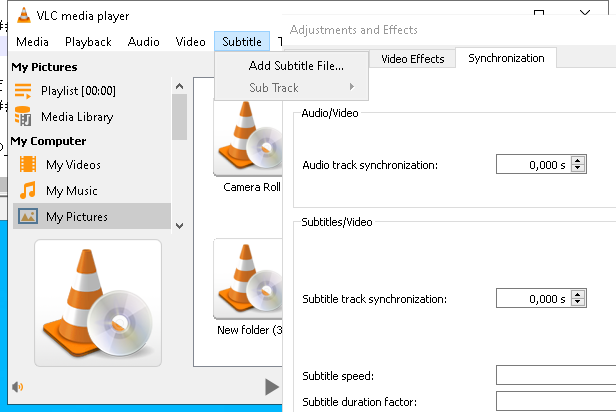 VLC media player
Media Playback Audio Video Subtitle
Add Subtitle File...
Sub Track
My Pictures
Playlist [00:00]
Media Library
My Computer
My Videos
My Music
My Pictures
Camera Roll
New folder (3
Adjustments and Effects
Video Effects Synchronization
Audio/Video
Audio track synchronization: 0,000 s
Subtitles/Video
Subtitle track synchronization: 0,000 s
Subtitle speed:
Subtitle duration factor: